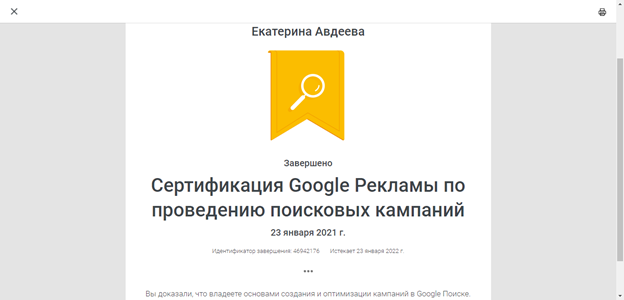 Екатерина Авдеева
Завершено
Сертификация Google Рекламы по
проведению поисковых кампаний
23 января 2021 г.
Идентификатор завершения: 46942176 Истекает 23 января 2022 г.
Вы доказали, что владеете основами создания и оптимизации кампаний в Google Поиске.